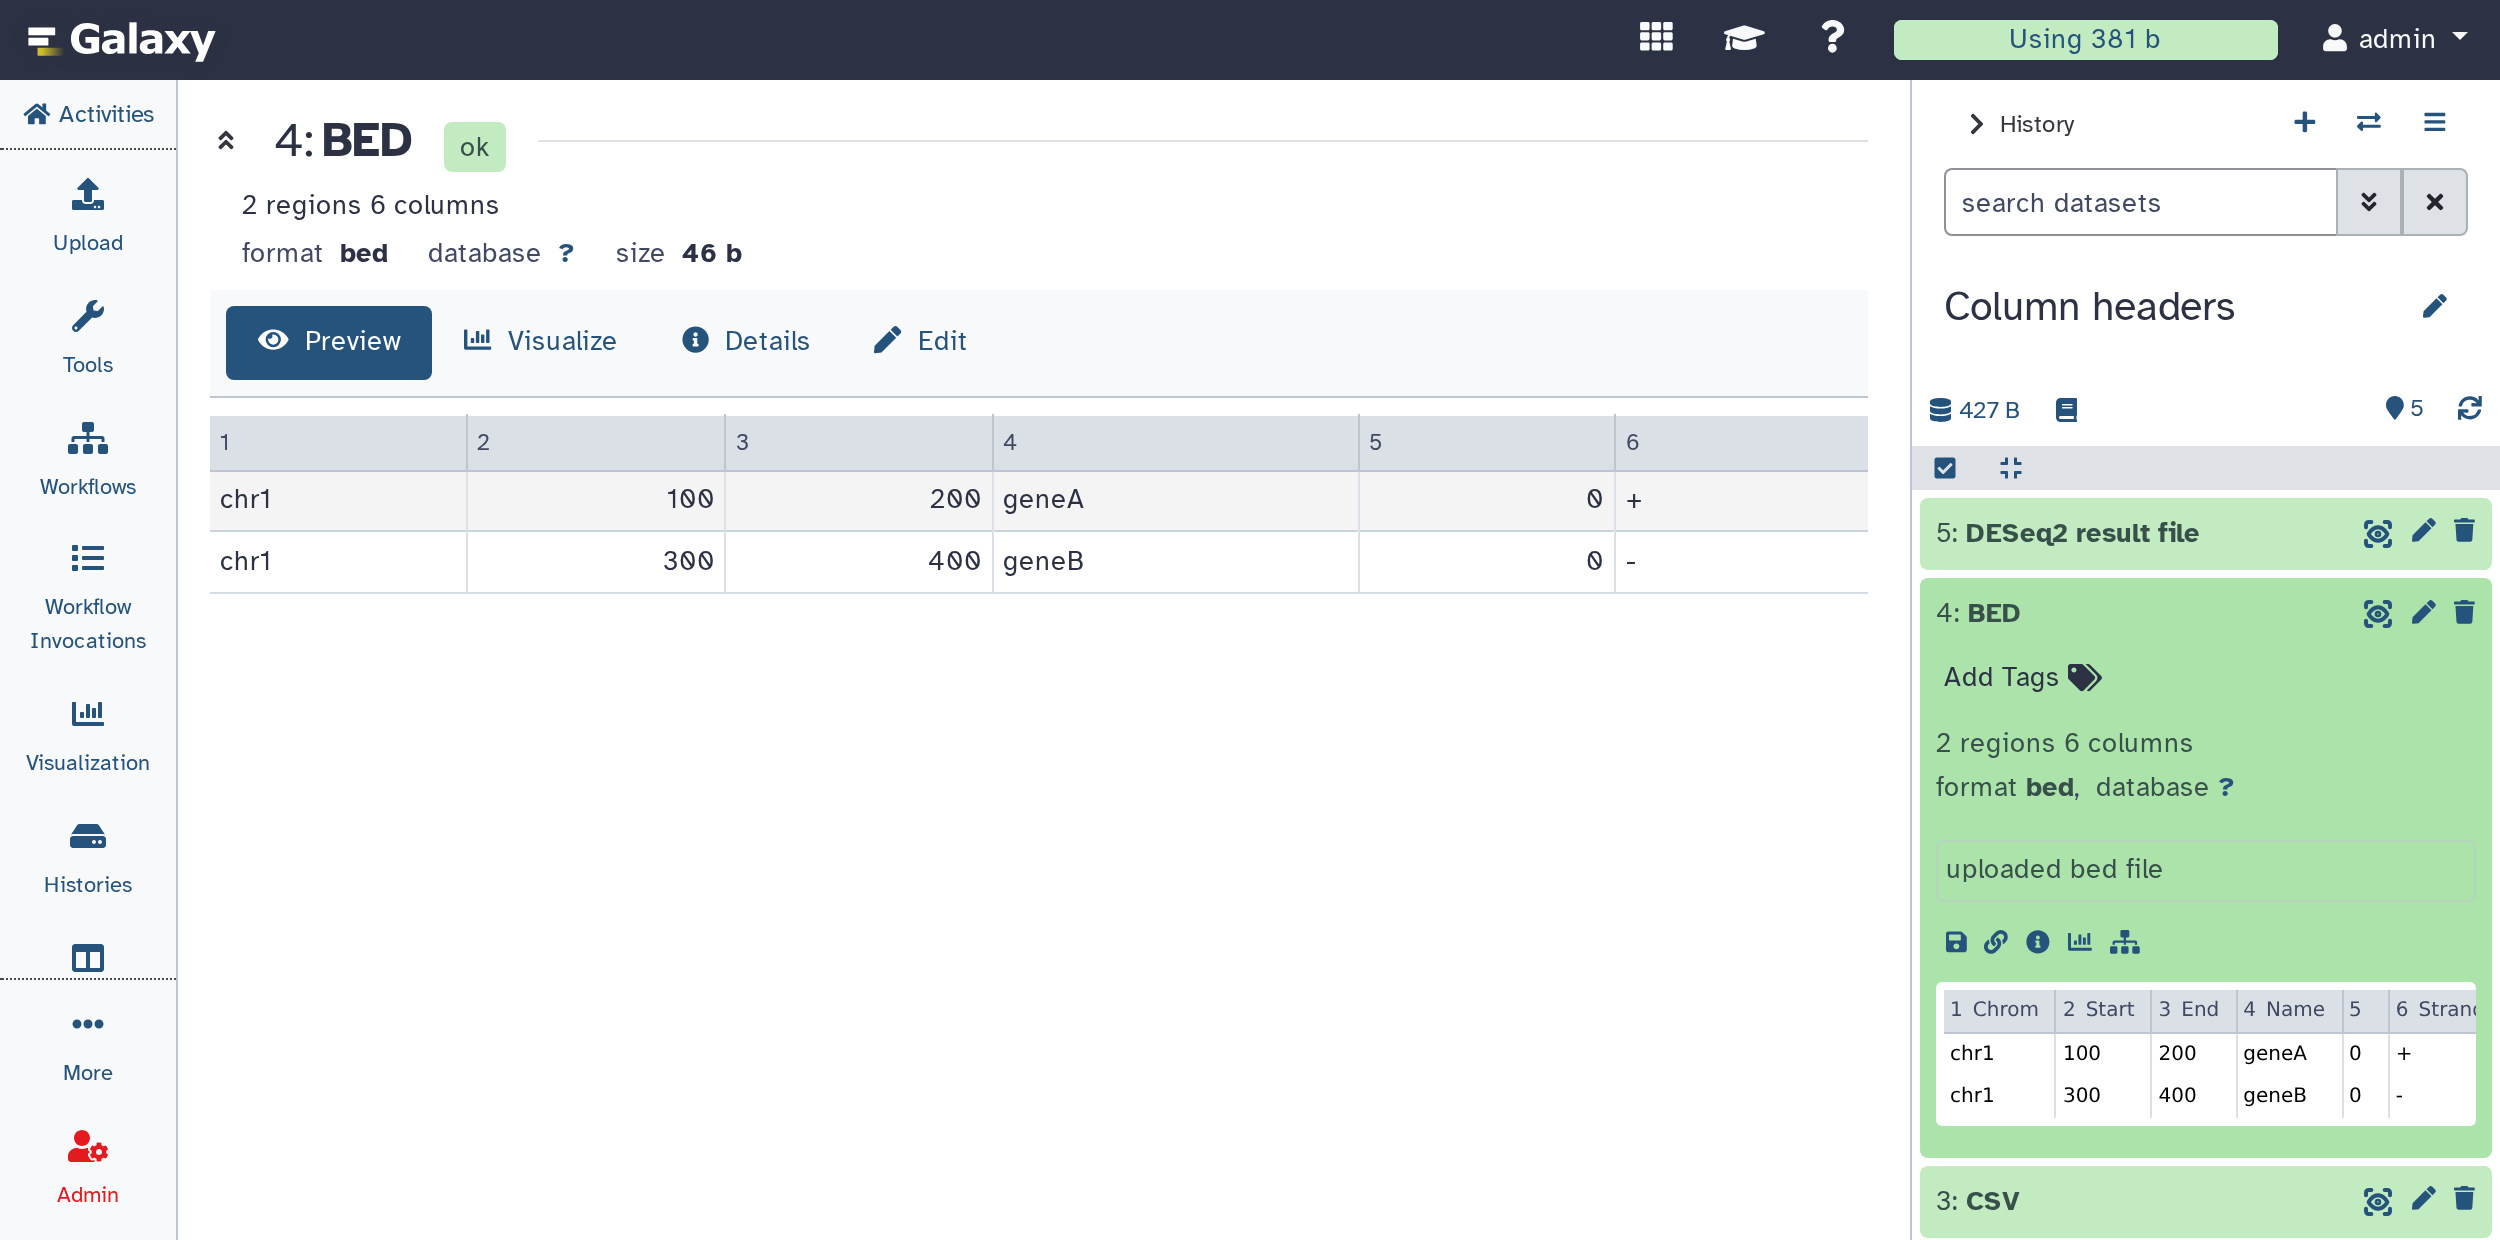 Galaxy
Using 381 b
admin
Activities
Upload
Tools
Workflows
Workflow
Invocations
Visualization
Histories
More
Admin
4: BED ok
2 regions 6 columns
format bed database ? size 46 b
Preview Visualize Details Edit
1 2 3 4 5 6
chr1 100 200 geneA 0 +
chr1 300 400 geneB 0 -
History
search datasets
Column headers
427 B 5
5: DESeq2 result file
4: BED
Add Tags
2 regions 6 columns
format bed, database ?
uploaded bed file
1 Chrom 2 Start 3 End 4 Name 5 6 Strand
chr1 100 200 geneA 0 +
chr1 300 400 geneB 0 -
3: CSV